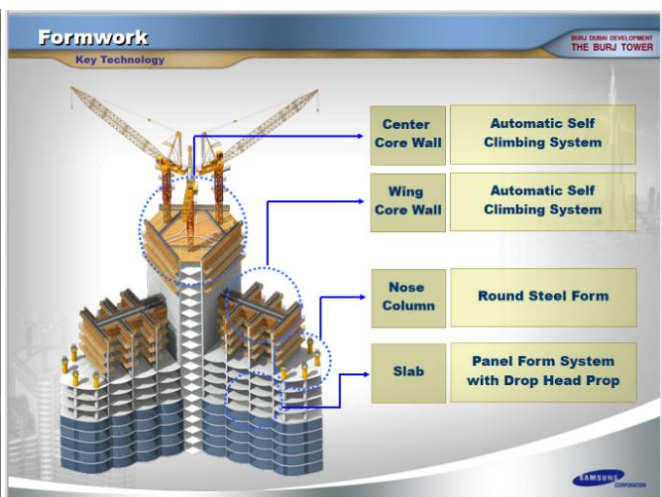 Formwork
Key Technology
BURJ DUBAI DEVELOPMENT
THE BURJ TOWER
Center
Core Wall
Automatic Self
Climbing System
Wing
Core Wall
Automatic Self
Climbing System
Nose
Column
Round Steel Form
Slab
Panel Form System
with Drop Head Prop
SAMSUNG
CORPORATION